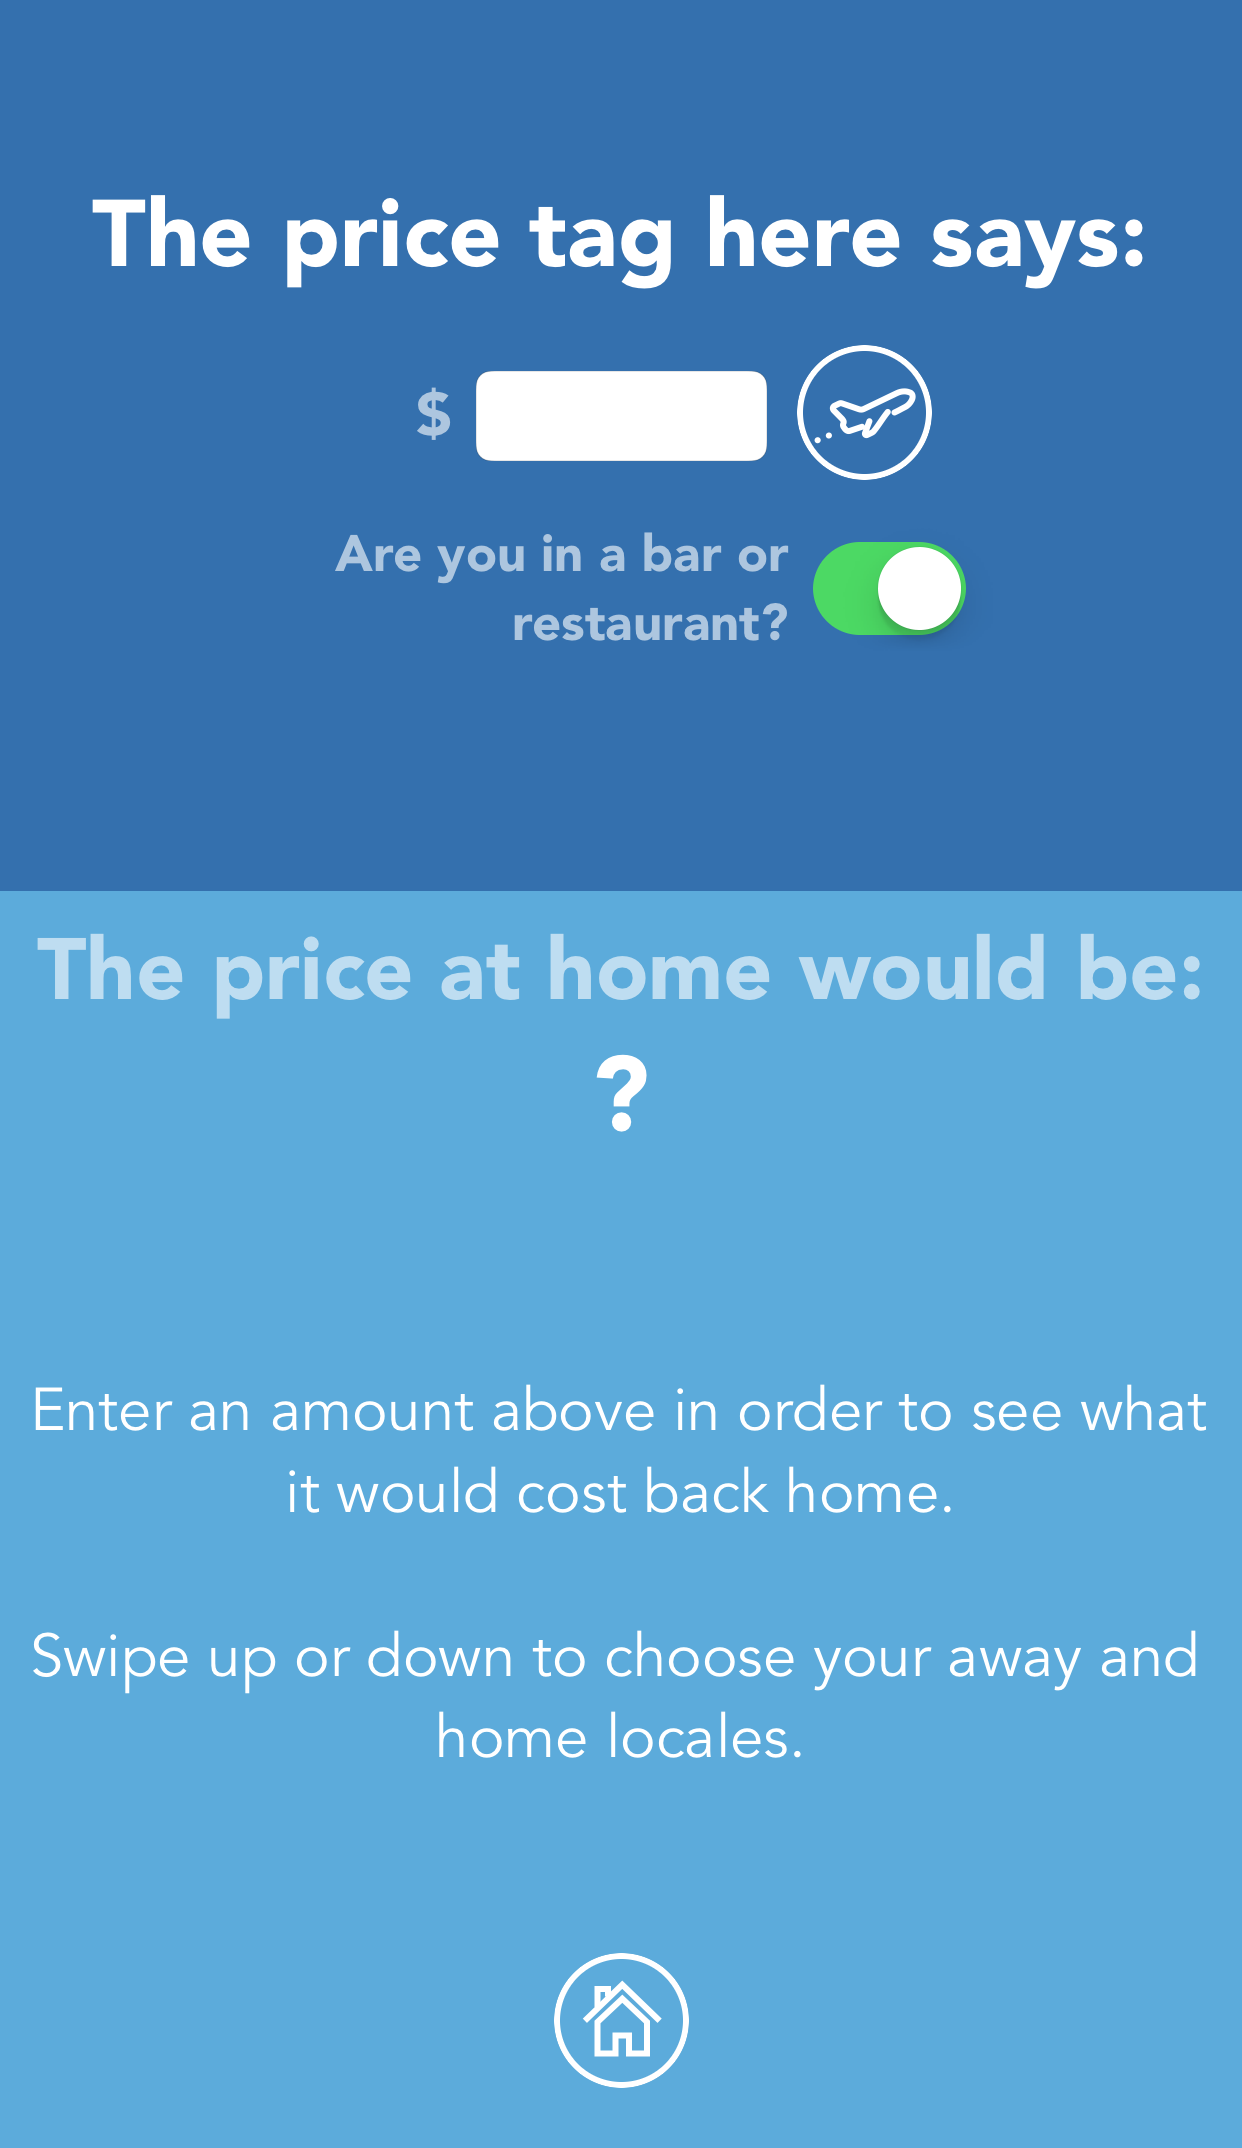 The price tag here says:
$
Are you in a bar or
restaurant?
The price at home would be:
?
Enter an amount above in order to see what
it would cost back home.
Swipe up or down to choose your away and
home locales.